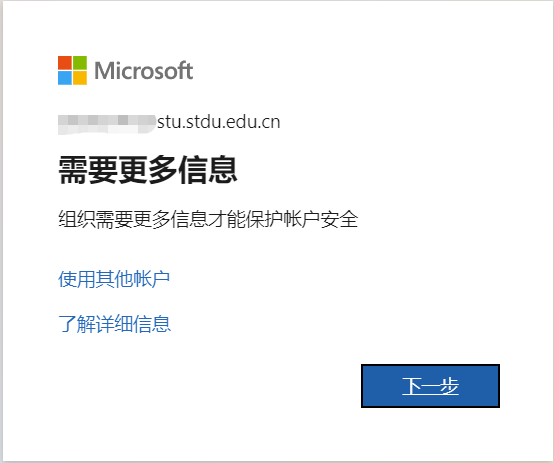 Microsoft
stu.stdu.edu.cn
需要更多信息
组织需要更多信息才能保护帐户安全
使用其他帐户
了解详细信息
下一步